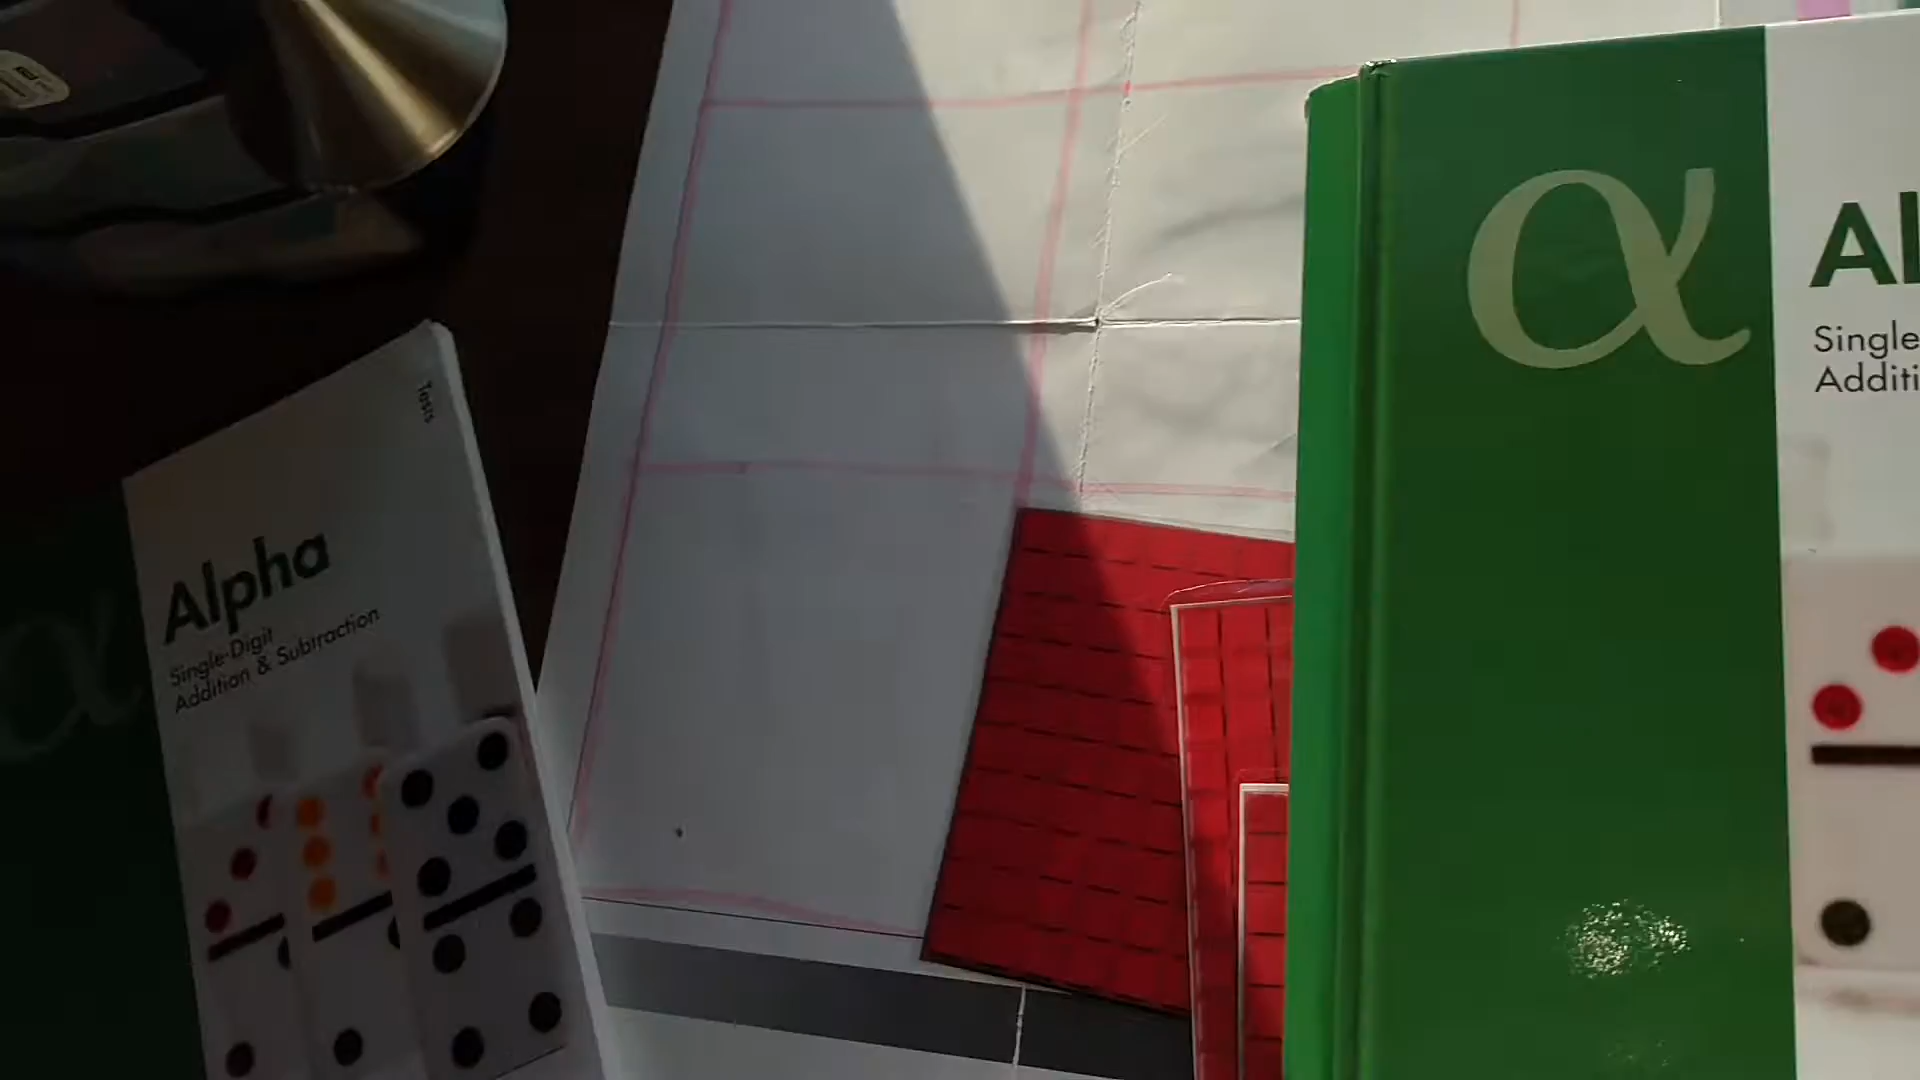 Tests
Alpha
Single-Digit
Addition & Subtraction
α
Al
Single
Additi